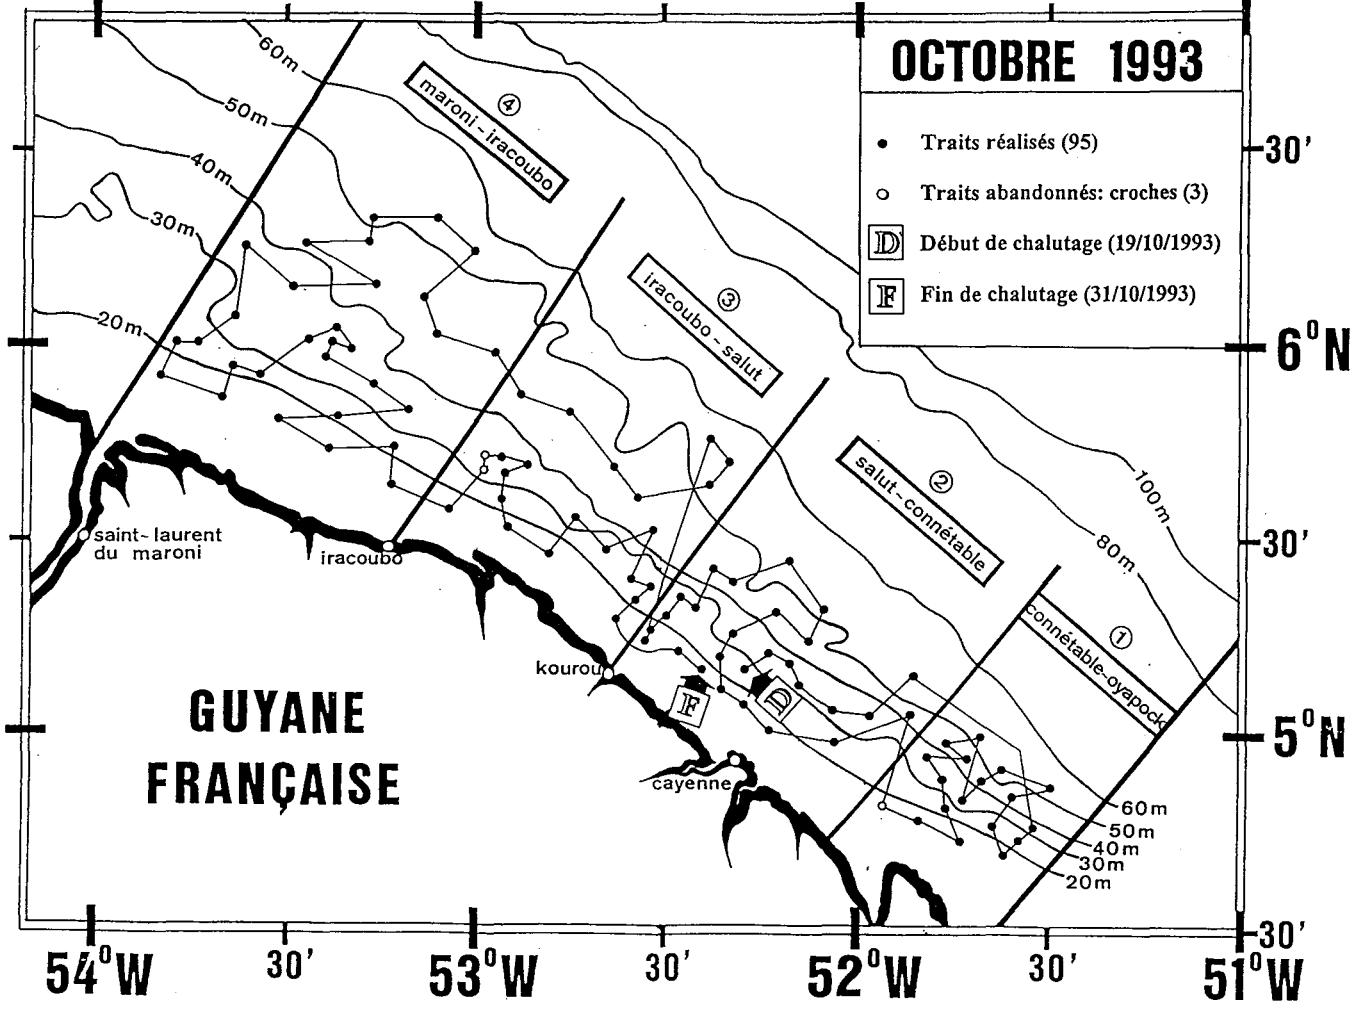 OCTOBRE 1993
Traits réalisés (95)
Traits abandonnés: croches (3)
D Début de chalutage (19/10/1993)
F Fin de chalutage (31/10/1993)
60m
50m
40m
30m
20m
4
maroni-iracoubo
3
iracoubo-salut
2
salut-connétable
1
connétable-oyapock
100m
80m
60m
50m
40m
30m
20m
saint-laurent
du maroni
iracoubo
kourou
cayenne
F
D
GUYANE
FRANÇAISE
30'
6°N
30'
5°N
30'
54°W
30'
53°W
30'
52°W
30'
51°W